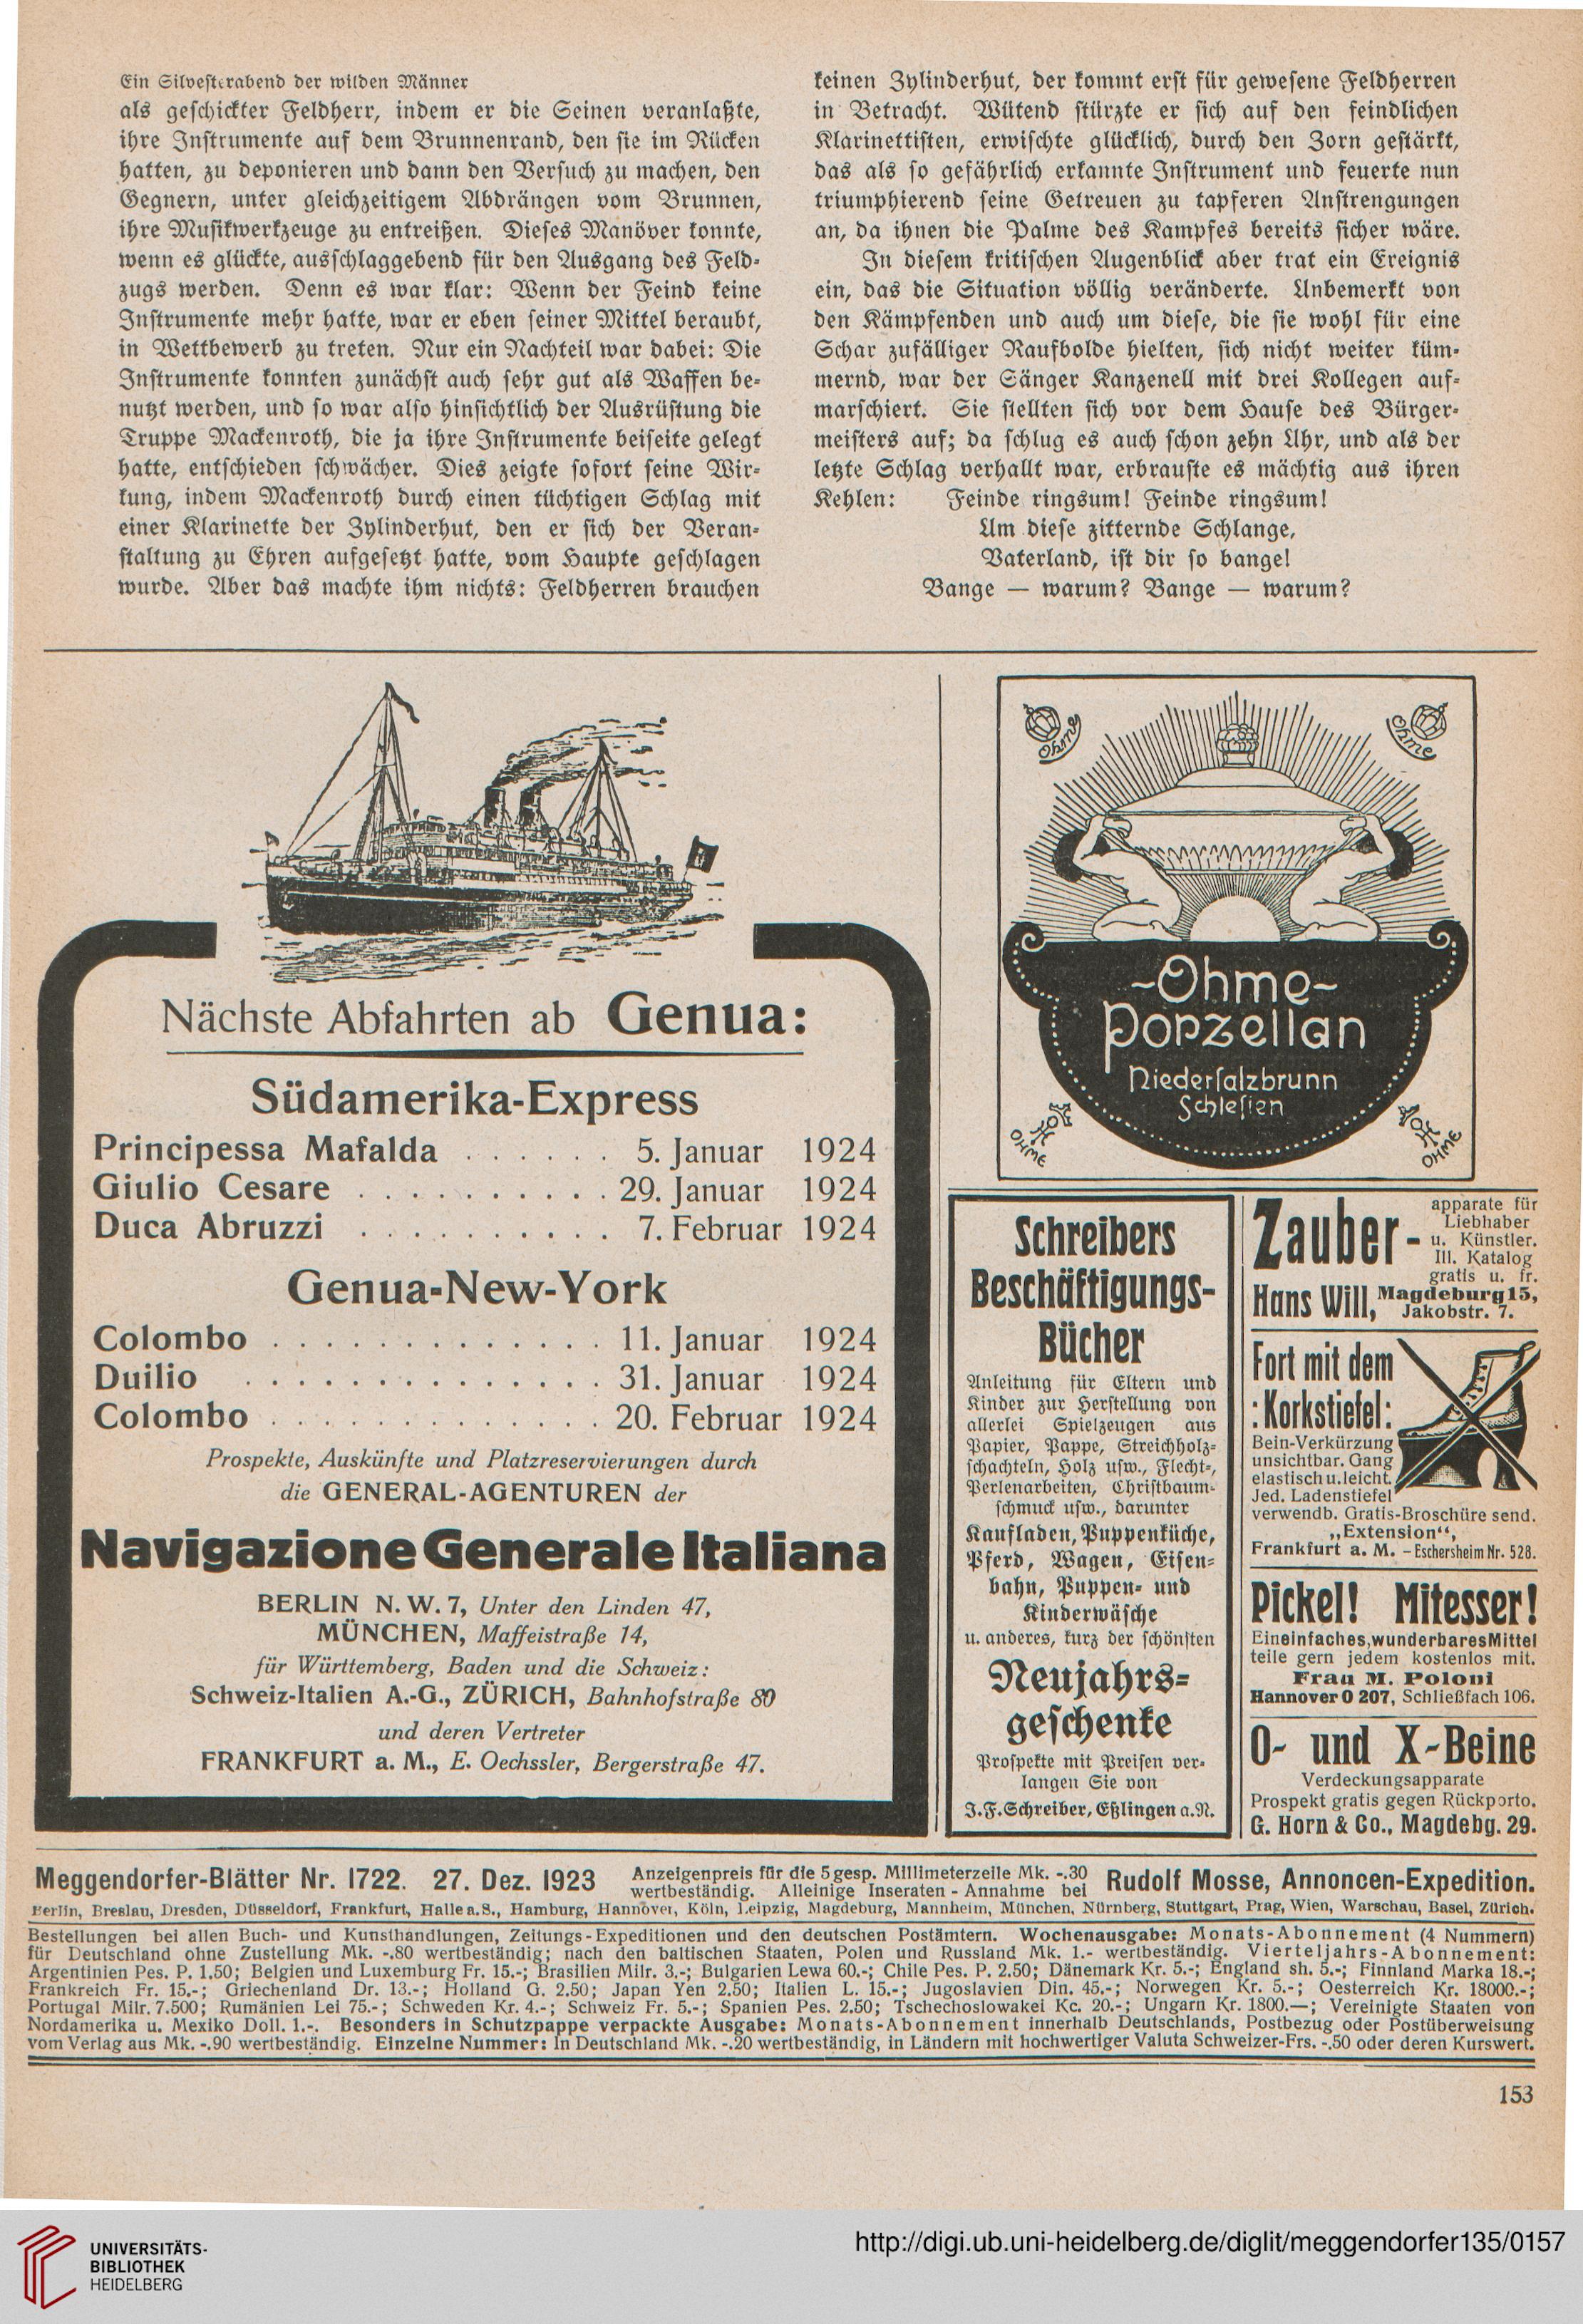 Ein Silvesterabend der wilden Männer
als geschickter Feldherr, indem er die Seinen veranlaßte,
ihre Instrumente auf dem Brunnenrand, den sie im Rücken
hatten, zu deponieren und dann den Versuch zu machen, den
Gegnern, unter gleichzeitigem Abdrängen vom Brunnen,
ihre Musikwerkzeuge zu entreißen. Dieses Manöver konnte,
wenn es glückte, ausschlaggebend für den Ausgang des Feld-
zugs werden. Denn es war klar: Wenn der Feind keine
Instrumente mehr hatte, war er eben seiner Mittel beraubt,
in Wettbewerb zu treten. Nur ein Nachteil war dabei: Die
Instrumente konnten zunächst auch sehr gut als Waffen be-
nutzt werden, und so war also hinsichtlich der Ausrüstung die
Truppe Mackenroth, die ja ihre Instrumente beiseite gelegt
hatte, entschieden schwächer. Dies zeigte sofort seine Wir-
kung, indem Mackenroth durch einen tüchtigen Schlag mit
einer Klarinette der Zylinderhut, den er sich der Veran-
staltung zu Ehren aufgesetzt hatte, vom Haupte geschlagen
wurde. Aber das machte ihm nichts: Feldherren brauchen
keinen Zylinderhut, der kommt erst für gewesene Feldherren
in Betracht. Wütend stürzte er sich auf den feindlichen
Klarinettisten, erwischte glücklich, durch den Zorn gestärkt,
das als so gefährlich erkannte Instrument und feuerte nun
triumphierend seine Getreuen zu tapferen Anstrengungen
an, da ihnen die Palme des Kampfes bereits sicher wäre.
In diesem kritischen Augenblick aber trat ein Ereignis
ein, das die Situation völlig veränderte. Unbemerkt von
den Kämpfenden und auch um diese, die sie wohl für eine
Schar zufälliger Raufbolde hielten, sich nicht weiter küm-
mernd, war der Sänger Kanzenell mit drei Kollegen auf-
marschiert. Sie stellten sich vor dem Hause des Bürger-
meisters auf; da schlug es auch schon zehn Uhr, und als der
letzte Schlag verhallt war, erbrauste es mächtig aus ihren
Kehlen: Feinde ringsum! Feinde ringsum!
Um diese zitternde Schlange,
Vaterland, ist dir so bange!
Bange — warum? Bange — warum?
Nächste Abfahrten ab Genua:
Südamerika-Express
Principessa Mafalda . . . . . . 5. Januar 1924
Giulio Cesare . . . . . . . . . . 29. Januar 1924
Duca Abruzzi . . . . . . . . . . 7. Februar 1924
Genua-New-York
Colombo . . . . . . . . . . . . . 11. Januar 1924
Duilio . . . . . . . . . . . . . . 31. Januar 1924
Colombo . . . . . . . . . . . . . 20. Februar 1924
Prospekte, Auskünfte und Platzreservierungen durch
die GENERAL-AGENTUREN der
Navigazione Generale Italiana
BERLIN N. W. 7, Unter den Linden 47,
MÜNCHEN, Maffeistraße 14,
für Württemberg, Baden und die Schweiz:
Schweiz-Italien A.-G., ZÜRICH, Bahnhofstraße 80
und deren Vertreter
FRANKFURT a. M., E. Oechssler, Bergerstraße 47.
Ohme
Ohme
-Ohme-
Porzellan
Niedersalzbrunn
Schlesien
OHME
OHME
Schreibers
Beschäftigungs-
Bücher
Anleitung für Eltern und
Kinder zur Herstellung von
allerlei Spielzeugen aus
Papier, Pappe, Streichholz-
schachteln, Holz usw., Flecht-,
Perlenarbeiten, Christbaum-
schmuck usw., darunter
Kaufladen, Puppenküche,
Pferd, Wagen, Eisen-
bahn, Puppen- und
Kinderwäsche
u. anderes, kurz der schönsten
Neujahrs-
geschenke
Prospekte mit Preisen ver-
langen Sie von
J.F.Schreiber, Eßlingen a.N.
Zauber-
apparate für
Liebhaber
u. Künstler.
Ill. Katalog
gratis u. fr.
Hans Will, Magdeburg 15,
Jakobstr. 7.
Fort mit dem
:Korkstiefel:
Bein-Verkürzung
unsichtbar. Gang
elastisch u. leicht.
Jed. Ladenstiefel
verwendb. Gratis-Broschüre send.
„Extension“,
Frankfurt a. M. – Eschersheim Nr. 528.
Pickel! Mitesser!
Ein einfaches, wunderbares Mittel
teile gern jedem kostenlos mit.
Frau M. Poloni
Hannover O 207, Schließfach 106.
O- und X-Beine
Verdeckungsapparate
Prospekt gratis gegen Rückporto.
G. Horn & Co., Magdebg. 29.
Meggendorfer-Blätter Nr. 1722. 27. Dez. 1923
Anzeigenpreis für die 5 gesp. Millimeterzeile Mk. -.30
wertbeständig. Alleinige Inseraten - Annahme bei
Rudolf Mosse, Annoncen-Expedition.
Berlin, Breslau, Dresden, Düsseldorf, Frankfurt, Halle a.S., Hamburg, Hannover, Köln, Leipzig, Magdeburg, Mannheim, München, Nürnberg, Stuttgart, Prag, Wien, Warschau, Basel, Zürich.
Bestellungen bei allen Buch- und Kunsthandlungen, Zeitungs-Expeditionen und den deutschen Postämtern. Wochenausgabe: Monats-Abonnement (4 Nummern)
für Deutschland ohne Zustellung Mk. -.80 wertbeständig; nach den baltischen Staaten, Polen und Russland Mk. 1.- wertbeständig. Vierteljahrs-Abonnement:
Argentinien Pes. P. 1.50; Belgien und Luxemburg Fr. 15.-; Brasilien Milr. 3.-; Bulgarien Lewa 60.-; Chile Pes. P. 2.50; Dänemark Kr. 5.-; England sh. 5.-; Finnland Marka 18.-;
Frankreich Fr. 15.-; Griechenland Dr. 13.-; Holland G. 2.50; Japan Yen 2.50; Italien L. 15.-; Jugoslavien Din. 45.-; Norwegen Kr. 5.-; Oesterreich Kr. 18000.-;
Portugal Milr. 7.500; Rumänien Lei 75.-; Schweden Kr. 4.-; Schweiz Fr. 5.-; Spanien Pes. 2.50; Tschechoslowakei Kc. 20.-; Ungarn Kr. 1800.—; Vereinigte Staaten von
Nordamerika u. Mexiko Doll. 1.-. Besonders in Schutzpappe verpackte Ausgabe: Monats-Abonnement innerhalb Deutschlands, Postbezug oder Postüberweisung
vom Verlag aus Mk. -.90 wertbeständig. Einzelne Nummer: In Deutschland Mk. -.20 wertbeständig, in Ländern mit hochwertiger Valuta Schweizer-Frs. -.50 oder deren Kurswert.
153
UNIVERSITÄTS-
BIBLIOTHEK
HEIDELBERG
http://digi.ub.uni-heidelberg.de/diglit/meggendorfer135/0157